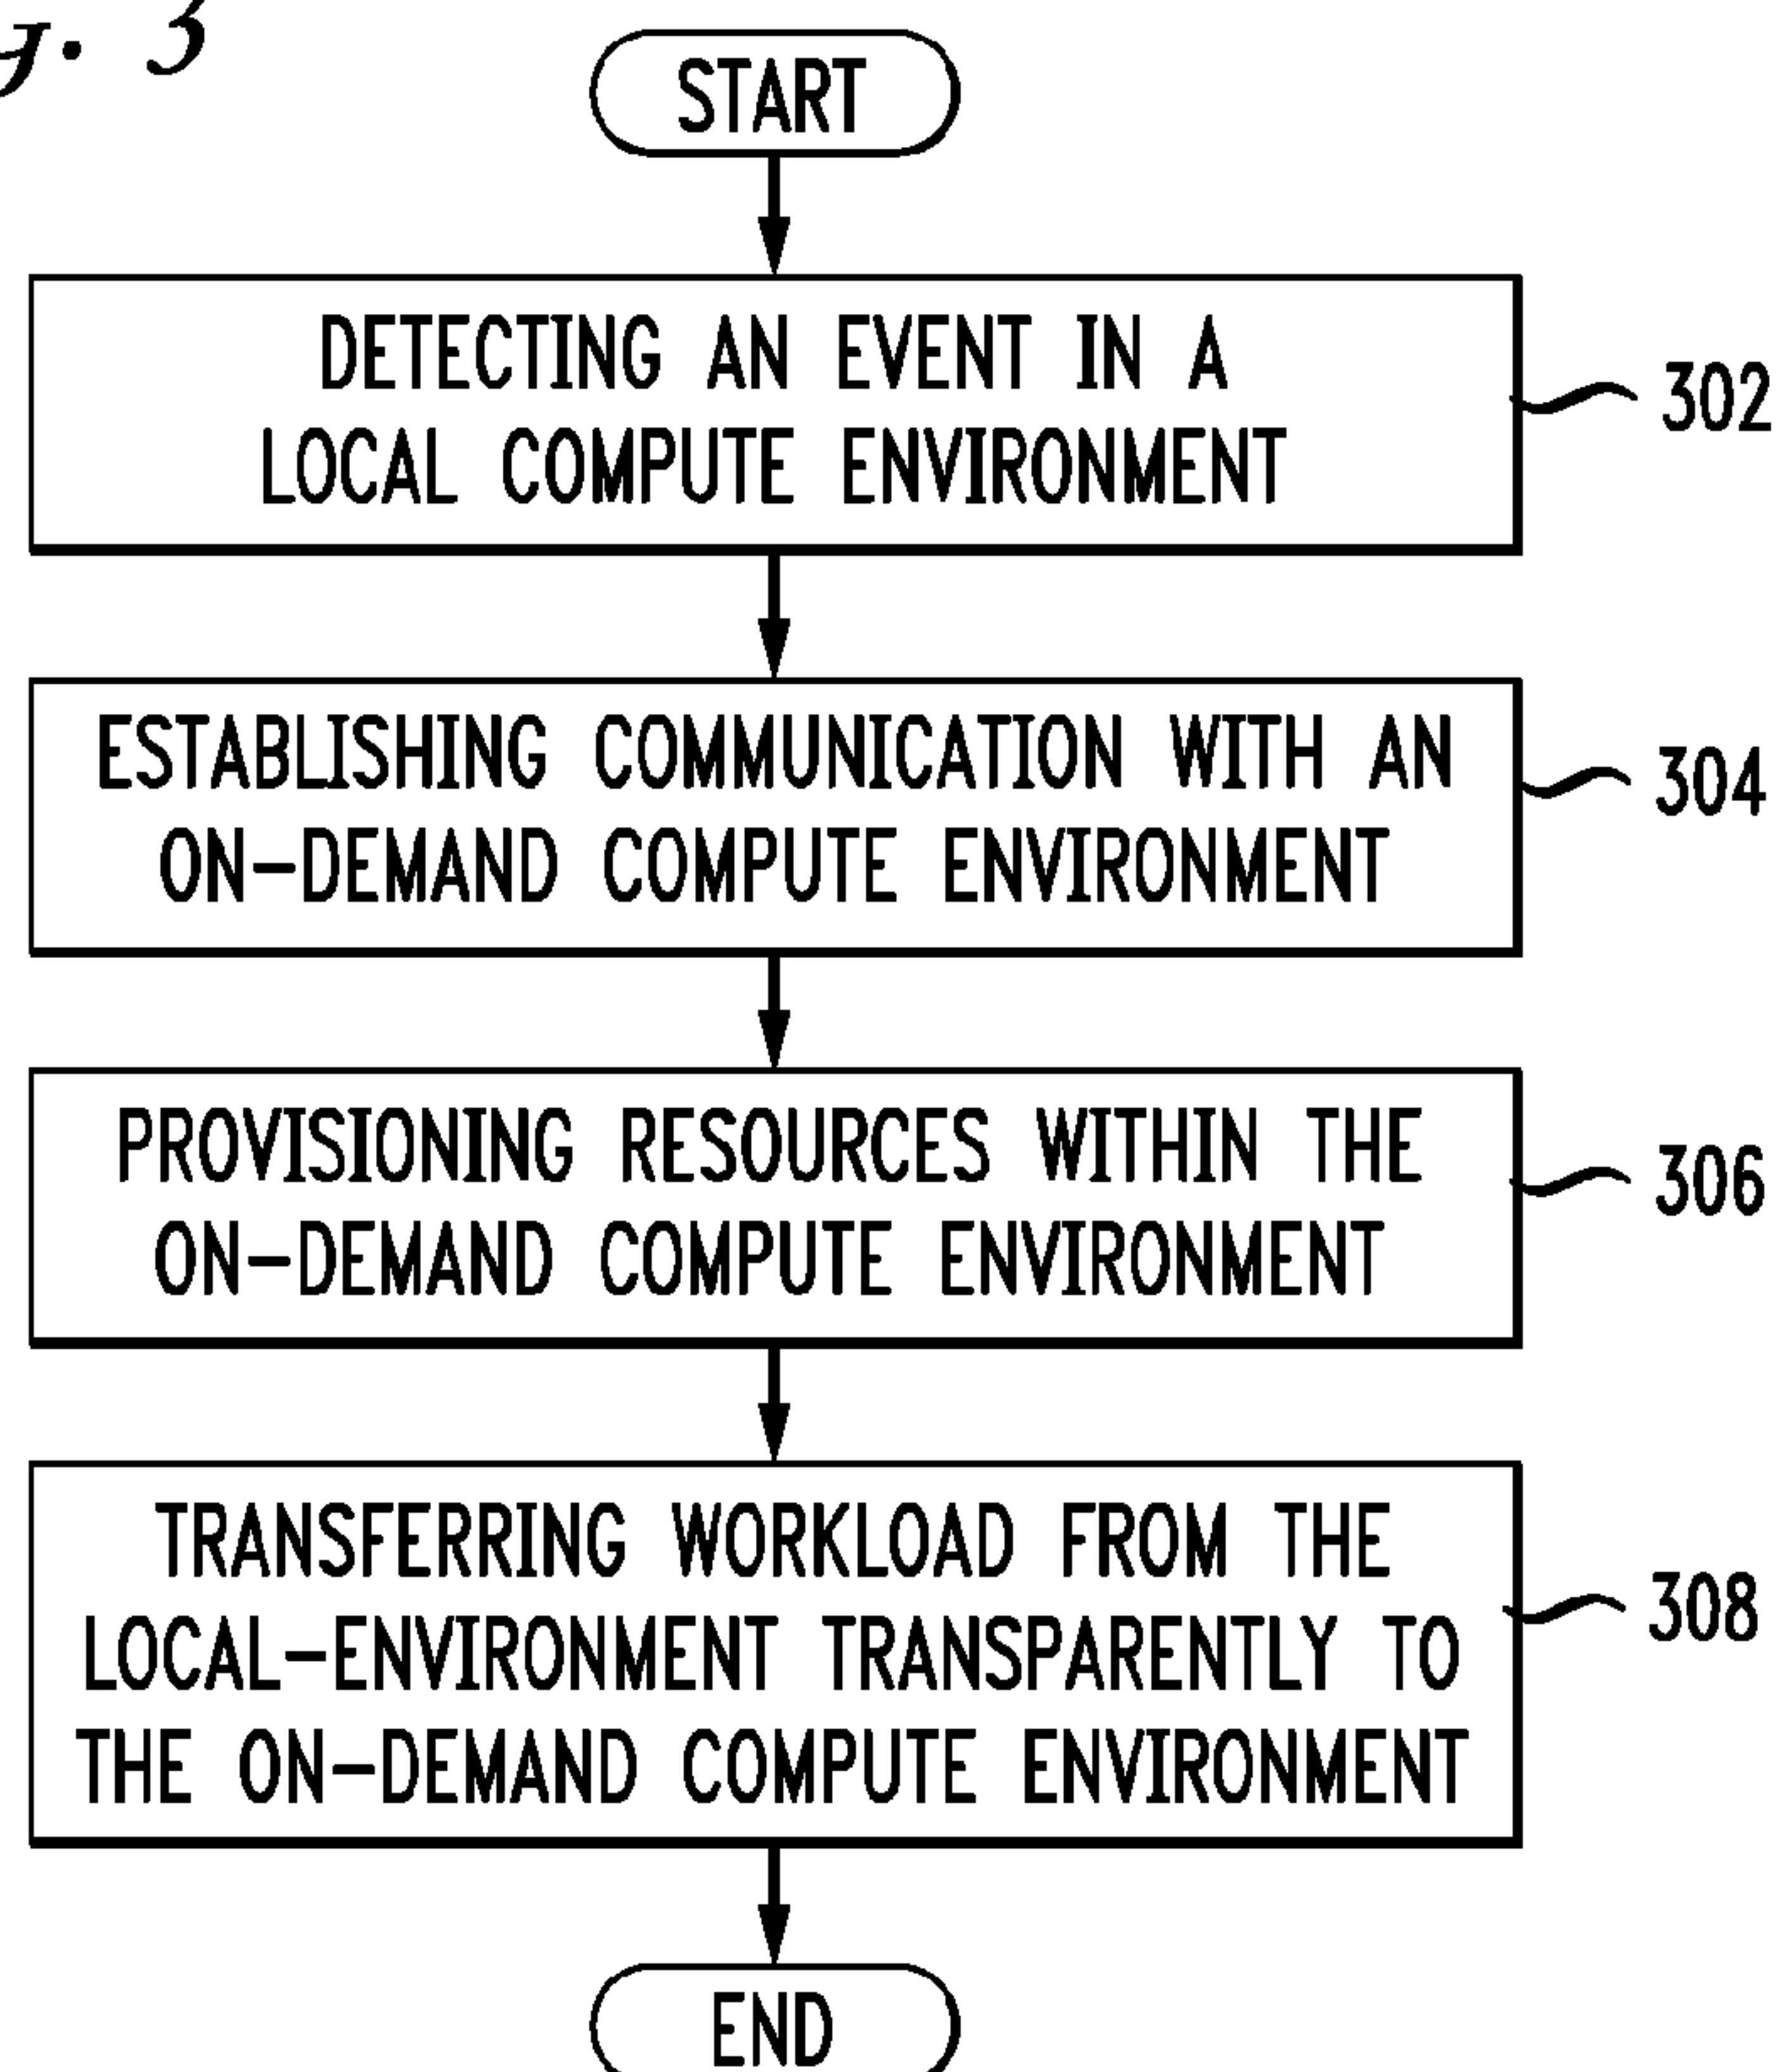 g. 3
START
DETECTING AN EVENT IN A
LOCAL COMPUTE ENVIRONMENT
302
ESTABLISHING COMMUNICATION WITH AN
ON-DEMAND COMPUTE ENVIRONMENT
304
PROVISIONING RESOURCES WITHIN THE
ON-DEMAND COMPUTE ENVIRONMENT
306
TRANSFERRING WORKLOAD FROM THE
LOCAL-ENVIRONMENT TRANSPARENTLY TO
THE ON-DEMAND COMPUTE ENVIRONMENT
308
END